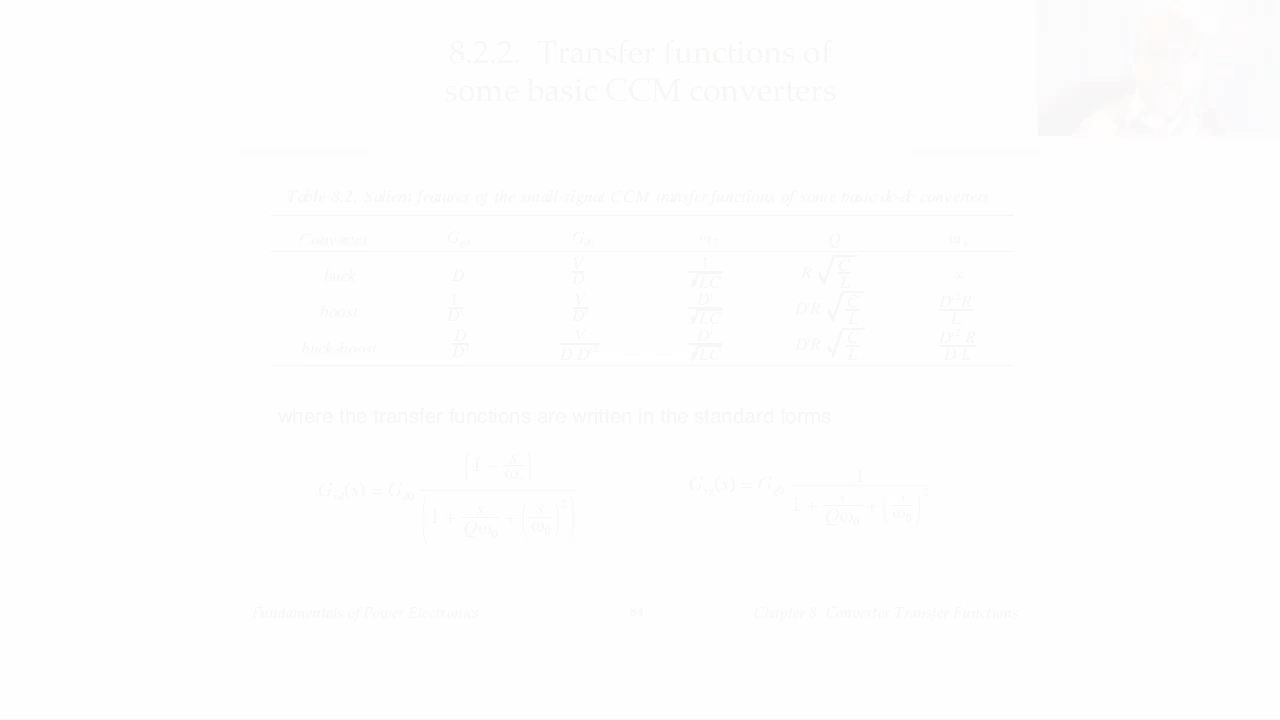 8.2.2. Transfer functions of
some basic CCM converters
Table 8.2. Salient features of the small-signal CCM transfer functions of some basic dc-dc converters
Converter G_g0 G_d0 ω_0 Q ω_z
buck D V/D 1/√LC R √(C/L) ∞
boost 1/D' V/D' D'/√LC D'R √(C/L) D'²R/L
buck-boost D/D' V/(D D'²) D'/√LC D'R √(C/L) D'² R/(D L)
where the transfer functions are written in the standard forms
G_vd(s) = G_d0 (1 − s/ω_z) / (1 + s/(Qω_0) + (s/ω_0)²)
G_vg(s) = G_g0 1 / (1 + s/(Qω_0) + (s/ω_0)²)
Fundamentals of Power Electronics
Chapter 8: Converter Transfer Functions